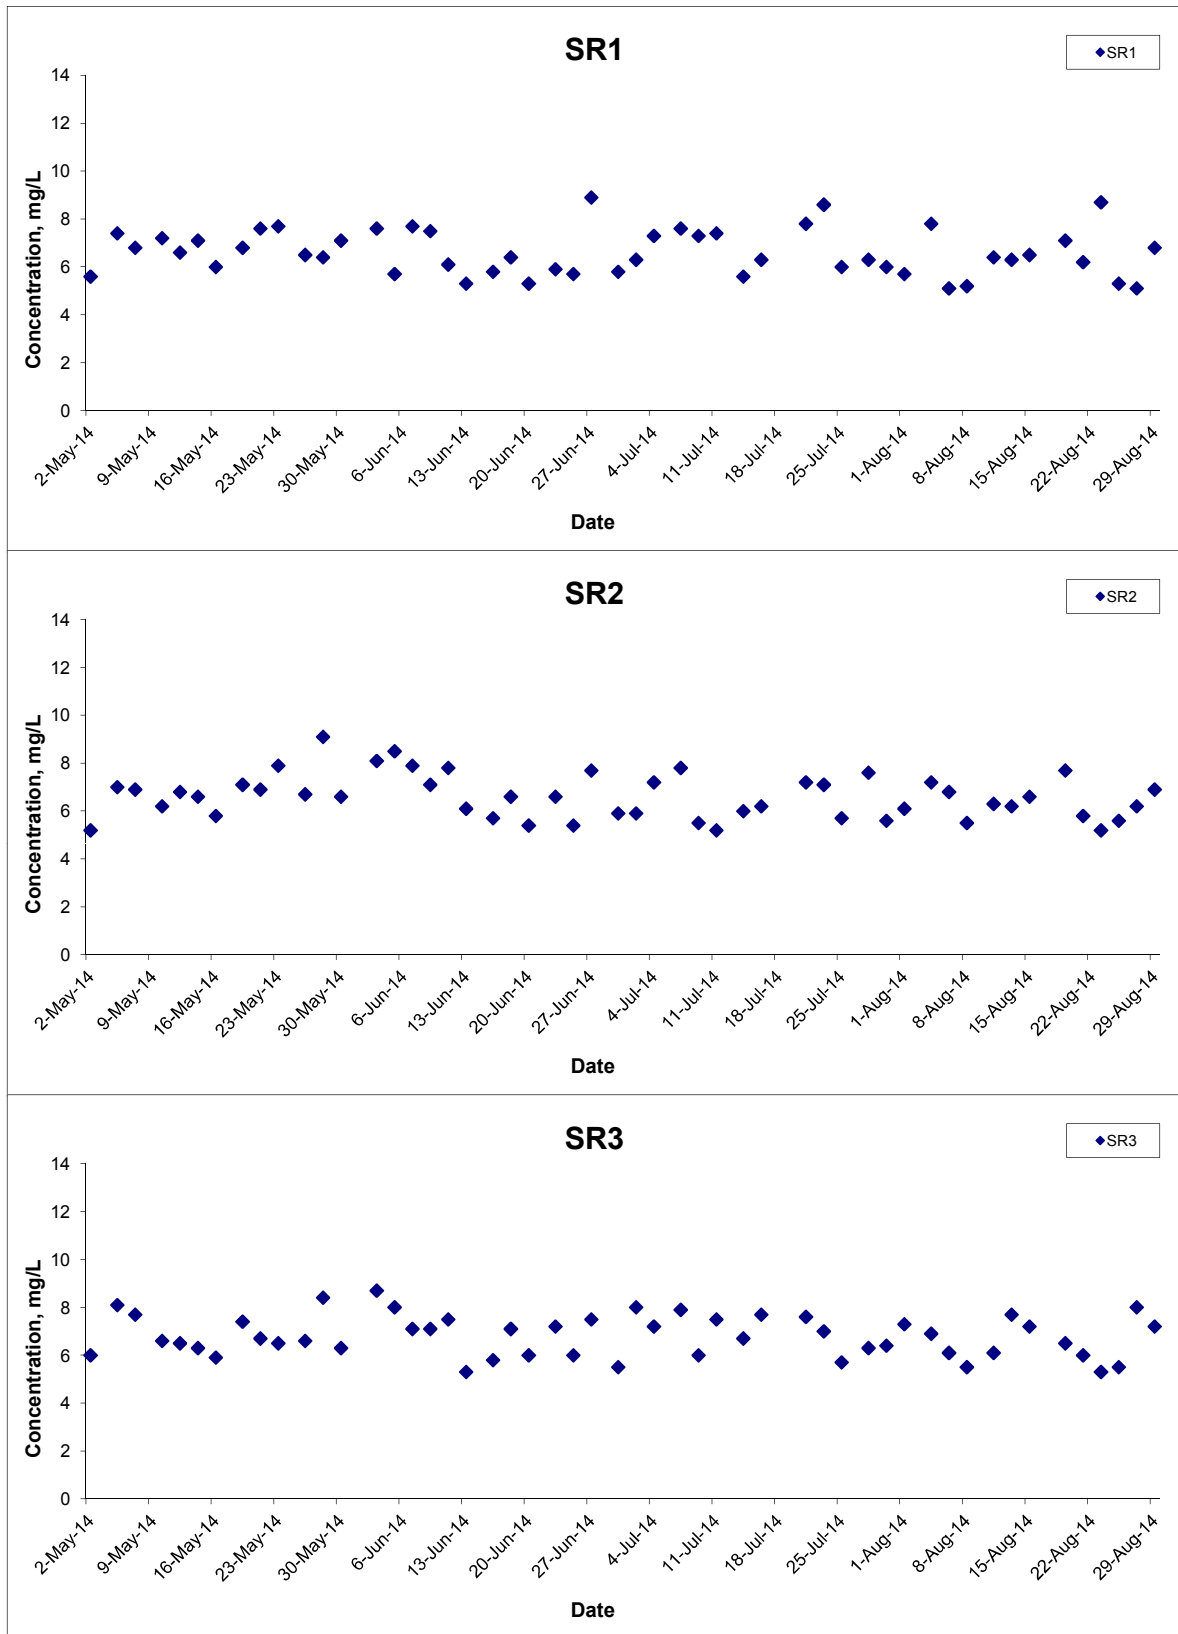 SR1
SR1
14
12
10
8
6
4
2
0
Concentration, mg/L
2-May-14
9-May-14
16-May-14
23-May-14
30-May-14
6-Jun-14
13-Jun-14
20-Jun-14
27-Jun-14
4-Jul-14
11-Jul-14
18-Jul-14
25-Jul-14
1-Aug-14
8-Aug-14
15-Aug-14
22-Aug-14
29-Aug-14
Date
SR2
SR2
14
12
10
8
6
4
2
0
Concentration, mg/L
2-May-14
9-May-14
16-May-14
23-May-14
30-May-14
6-Jun-14
13-Jun-14
20-Jun-14
27-Jun-14
4-Jul-14
11-Jul-14
18-Jul-14
25-Jul-14
1-Aug-14
8-Aug-14
15-Aug-14
22-Aug-14
29-Aug-14
Date
SR3
SR3
14
12
10
8
6
4
2
0
Concentration, mg/L
2-May-14
9-May-14
16-May-14
23-May-14
30-May-14
6-Jun-14
13-Jun-14
20-Jun-14
27-Jun-14
4-Jul-14
11-Jul-14
18-Jul-14
25-Jul-14
1-Aug-14
8-Aug-14
15-Aug-14
22-Aug-14
29-Aug-14
Date